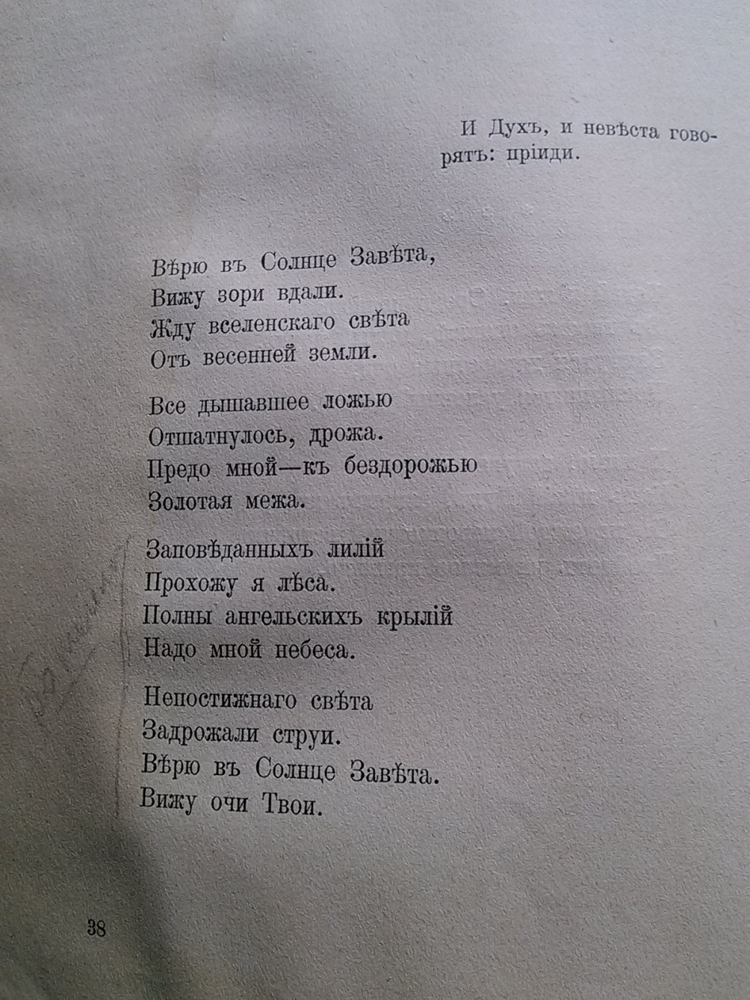 И Духъ, и невѣста гово-
рятъ: пріиди.
Вѣрю въ Солнце Завѣта,
Вижу зори вдали.
Жду вселенскаго свѣта
Отъ весенней земли.
Все дышавшее ложью
Отшатнулось, дрожа.
Предо мной—къ бездорожью
Золотая межа.
Заповѣданныхъ лилій
Прохожу я лѣса.
Полны ангельскихъ крылій
Надо мной небеса.
Непостижнаго свѣта
Задрожали струи.
Вѣрю въ Солнце Завѣта.
Вижу очи Твои.
38